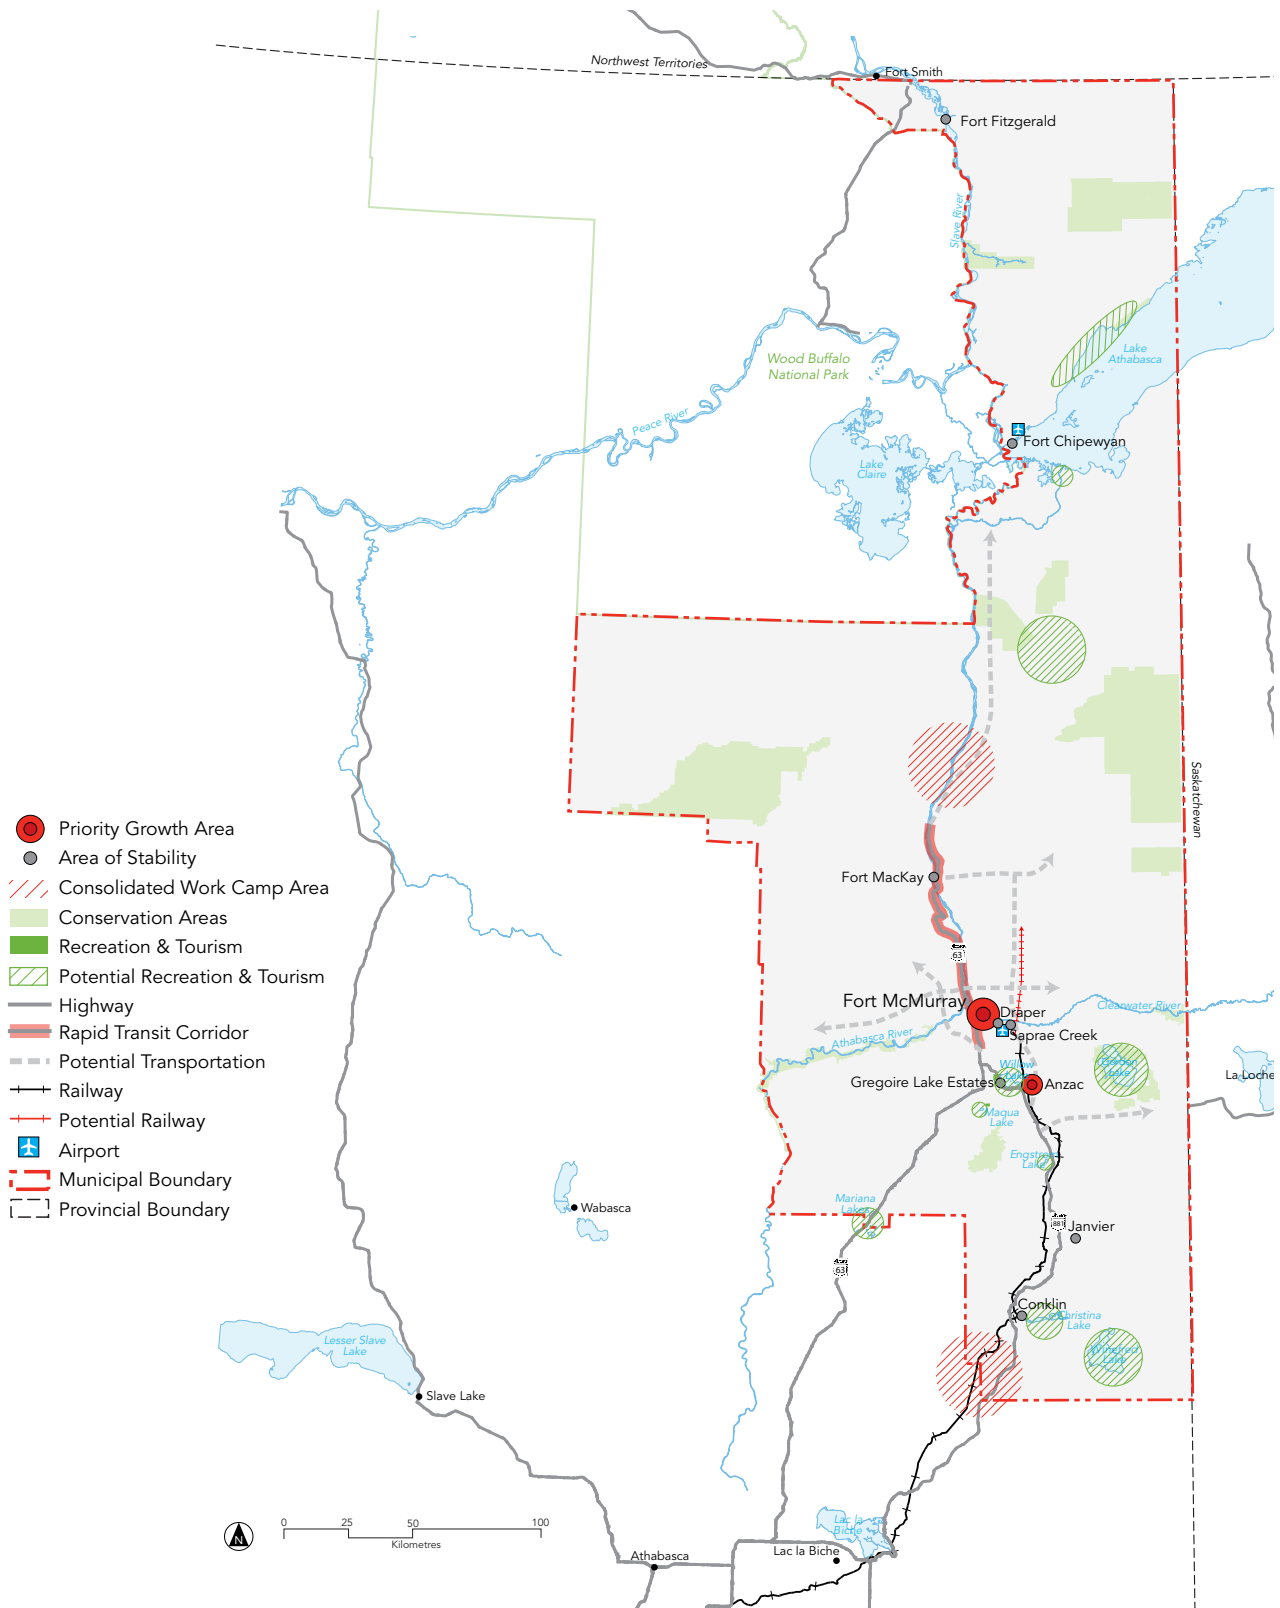 Northwest Territories
Fort Smith
Fort Fitzgerald
Slave River
Lake
Athabasca
Wood Buffalo
National Park
Peace River
Fort Chipewyan
Lake
Claire
Saskatchewan
Priority Growth Area
Area of Stability
Consolidated Work Camp Area
Conservation Areas
Recreation & Tourism
Potential Recreation & Tourism
Highway
Rapid Transit Corridor
Potential Transportation
Railway
Potential Railway
Airport
Municipal Boundary
Provincial Boundary
Fort MacKay
63
Fort McMurray
Draper
Saprae Creek
Clearwater River
Athabasca River
Willow
Lake
Gordon
Lake
Gregoire Lake Estates
Anzac
La Loche
Maqua
Lake
Engstrom
Lake
Mariana
Lake
Wabasca
881
Janvier
63
Conklin
Christina
Lake
Winefred
Lake
Lesser Slave
Lake
Slave Lake
Lac la
Biche
Lac la Biche
Athabasca
N
0 25 50 100
Kilometres